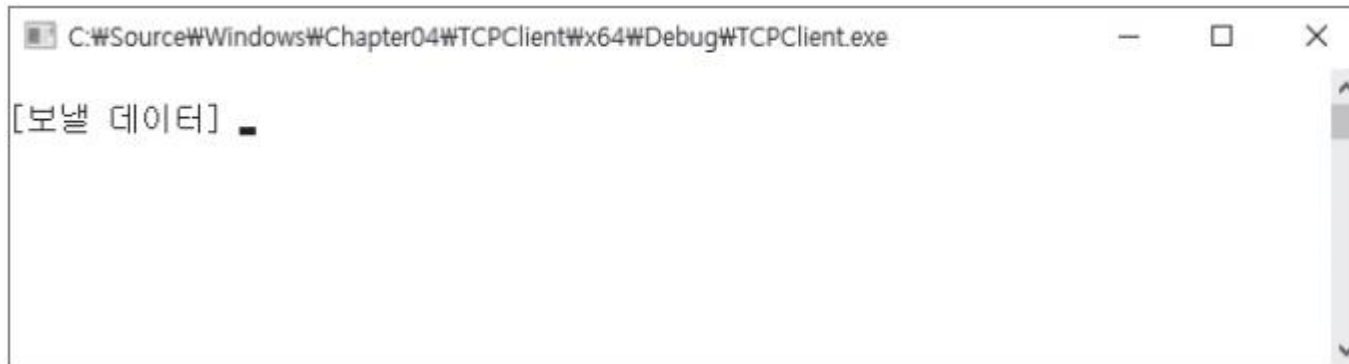 C:₩Source₩Windows₩Chapter04₩TCPClient₩x64₩Debug₩TCPClient.exe
[보낼 데이터]